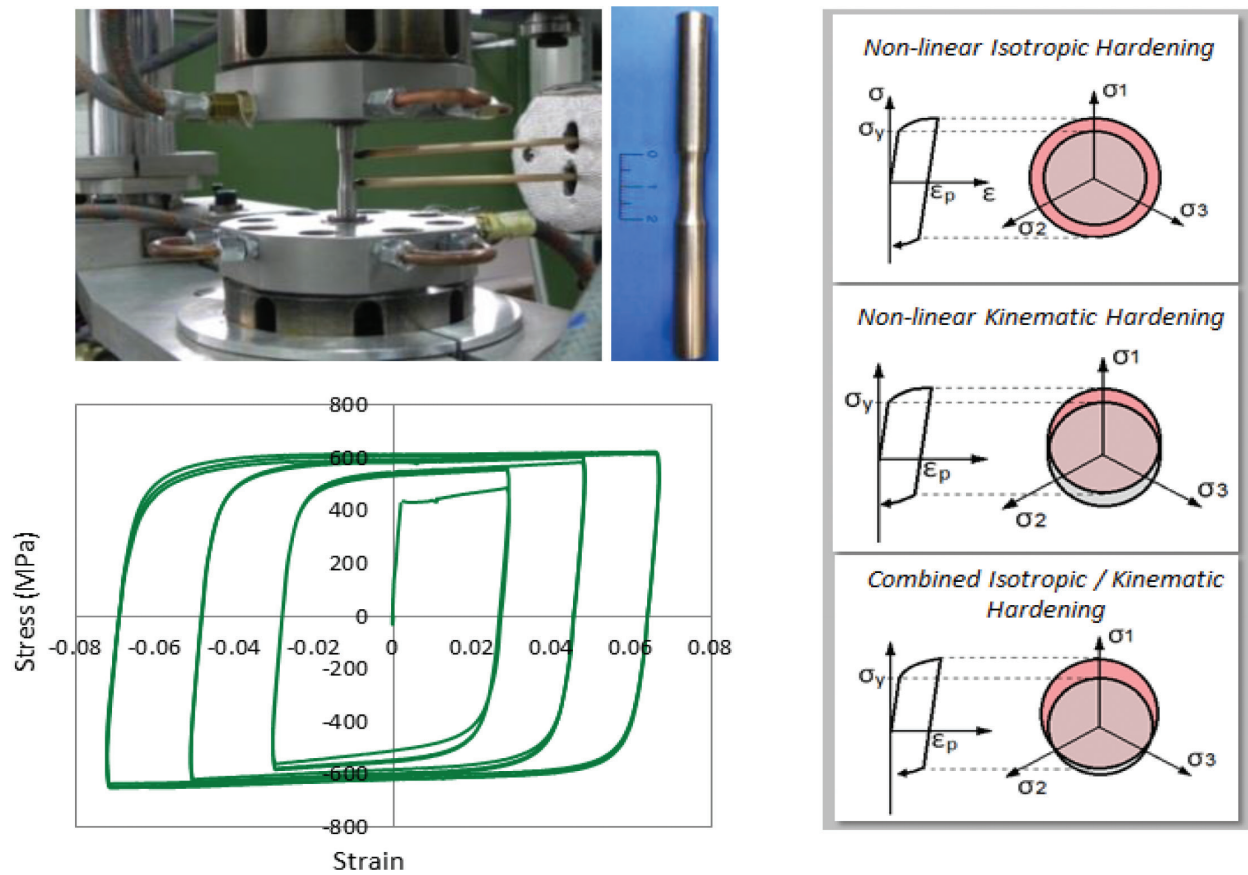 0
1
2
800
600
400
200
0
-200
-400
-600
-800
-0.08 -0.06 -0.04 -0.02 0 0.02 0.04 0.06 0.08
Stress (MPa)
Strain
Non-linear Isotropic Hardening
σ
σ1
σy
εp
ε
σ2
σ3
Non-linear Kinematic Hardening
σ1
σy
εp
σ2
σ3
Combined Isotropic / Kinematic
Hardening
σ1
σy
εp
σ2
σ3